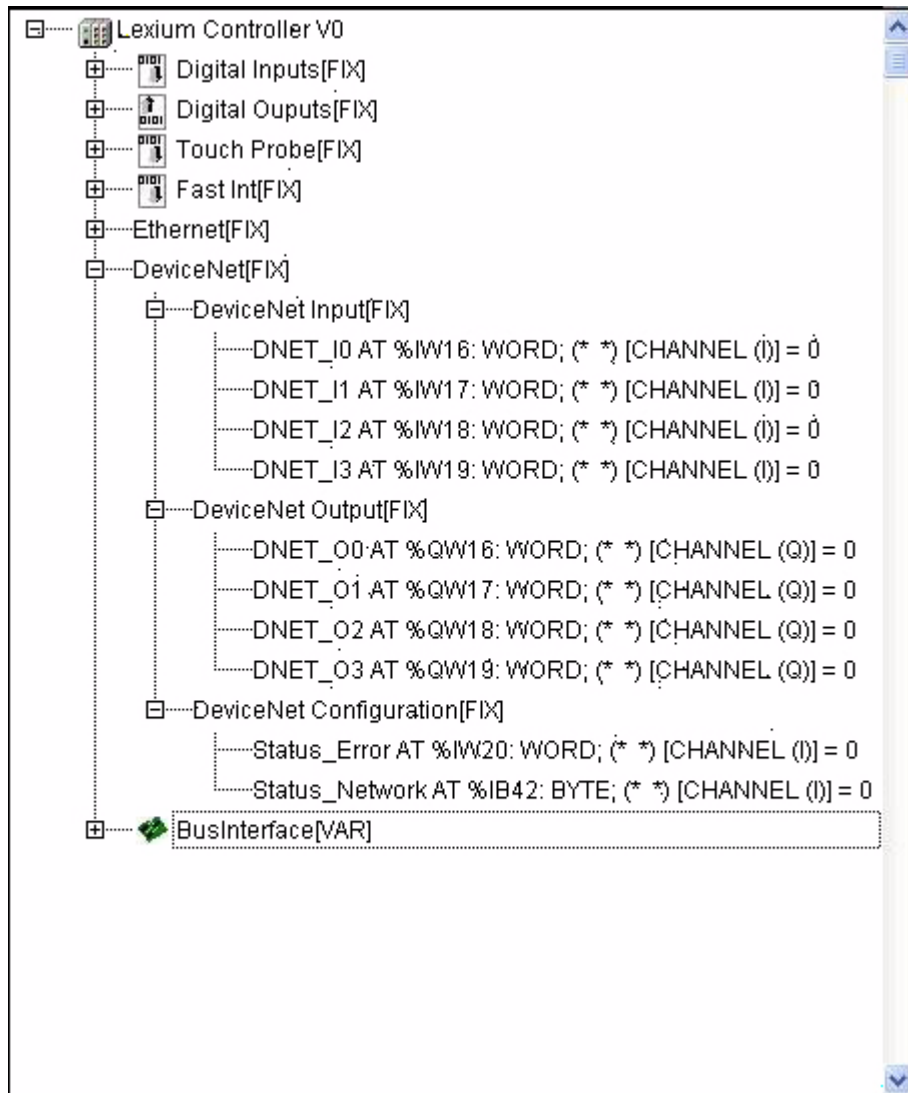 Lexium Controller V0
Digital Inputs[FIX]
Digital Ouputs[FIX]
Touch Probe[FIX]
Fast Int[FIX]
Ethernet[FIX]
DeviceNet[FIX]
DeviceNet Input[FIX]
DNET_I0 AT %IW16: WORD; (* *) [CHANNEL (I)] = 0
DNET_I1 AT %IW17: WORD; (* *) [CHANNEL (I)] = 0
DNET_I2 AT %IW18: WORD; (* *) [CHANNEL (I)] = 0
DNET_I3 AT %IW19: WORD; (* *) [CHANNEL (I)] = 0
DeviceNet Output[FIX]
DNET_O0 AT %QW16: WORD; (* *) [CHANNEL (Q)] = 0
DNET_O1 AT %QW17: WORD; (* *) [CHANNEL (Q)] = 0
DNET_O2 AT %QW18: WORD; (* *) [CHANNEL (Q)] = 0
DNET_O3 AT %QW19: WORD; (* *) [CHANNEL (Q)] = 0
DeviceNet Configuration[FIX]
Status_Error AT %IW20: WORD; (* *) [CHANNEL (I)] = 0
Status_Network AT %IB42: BYTE; (* *) [CHANNEL (I)] = 0
BusInterface[VAR]